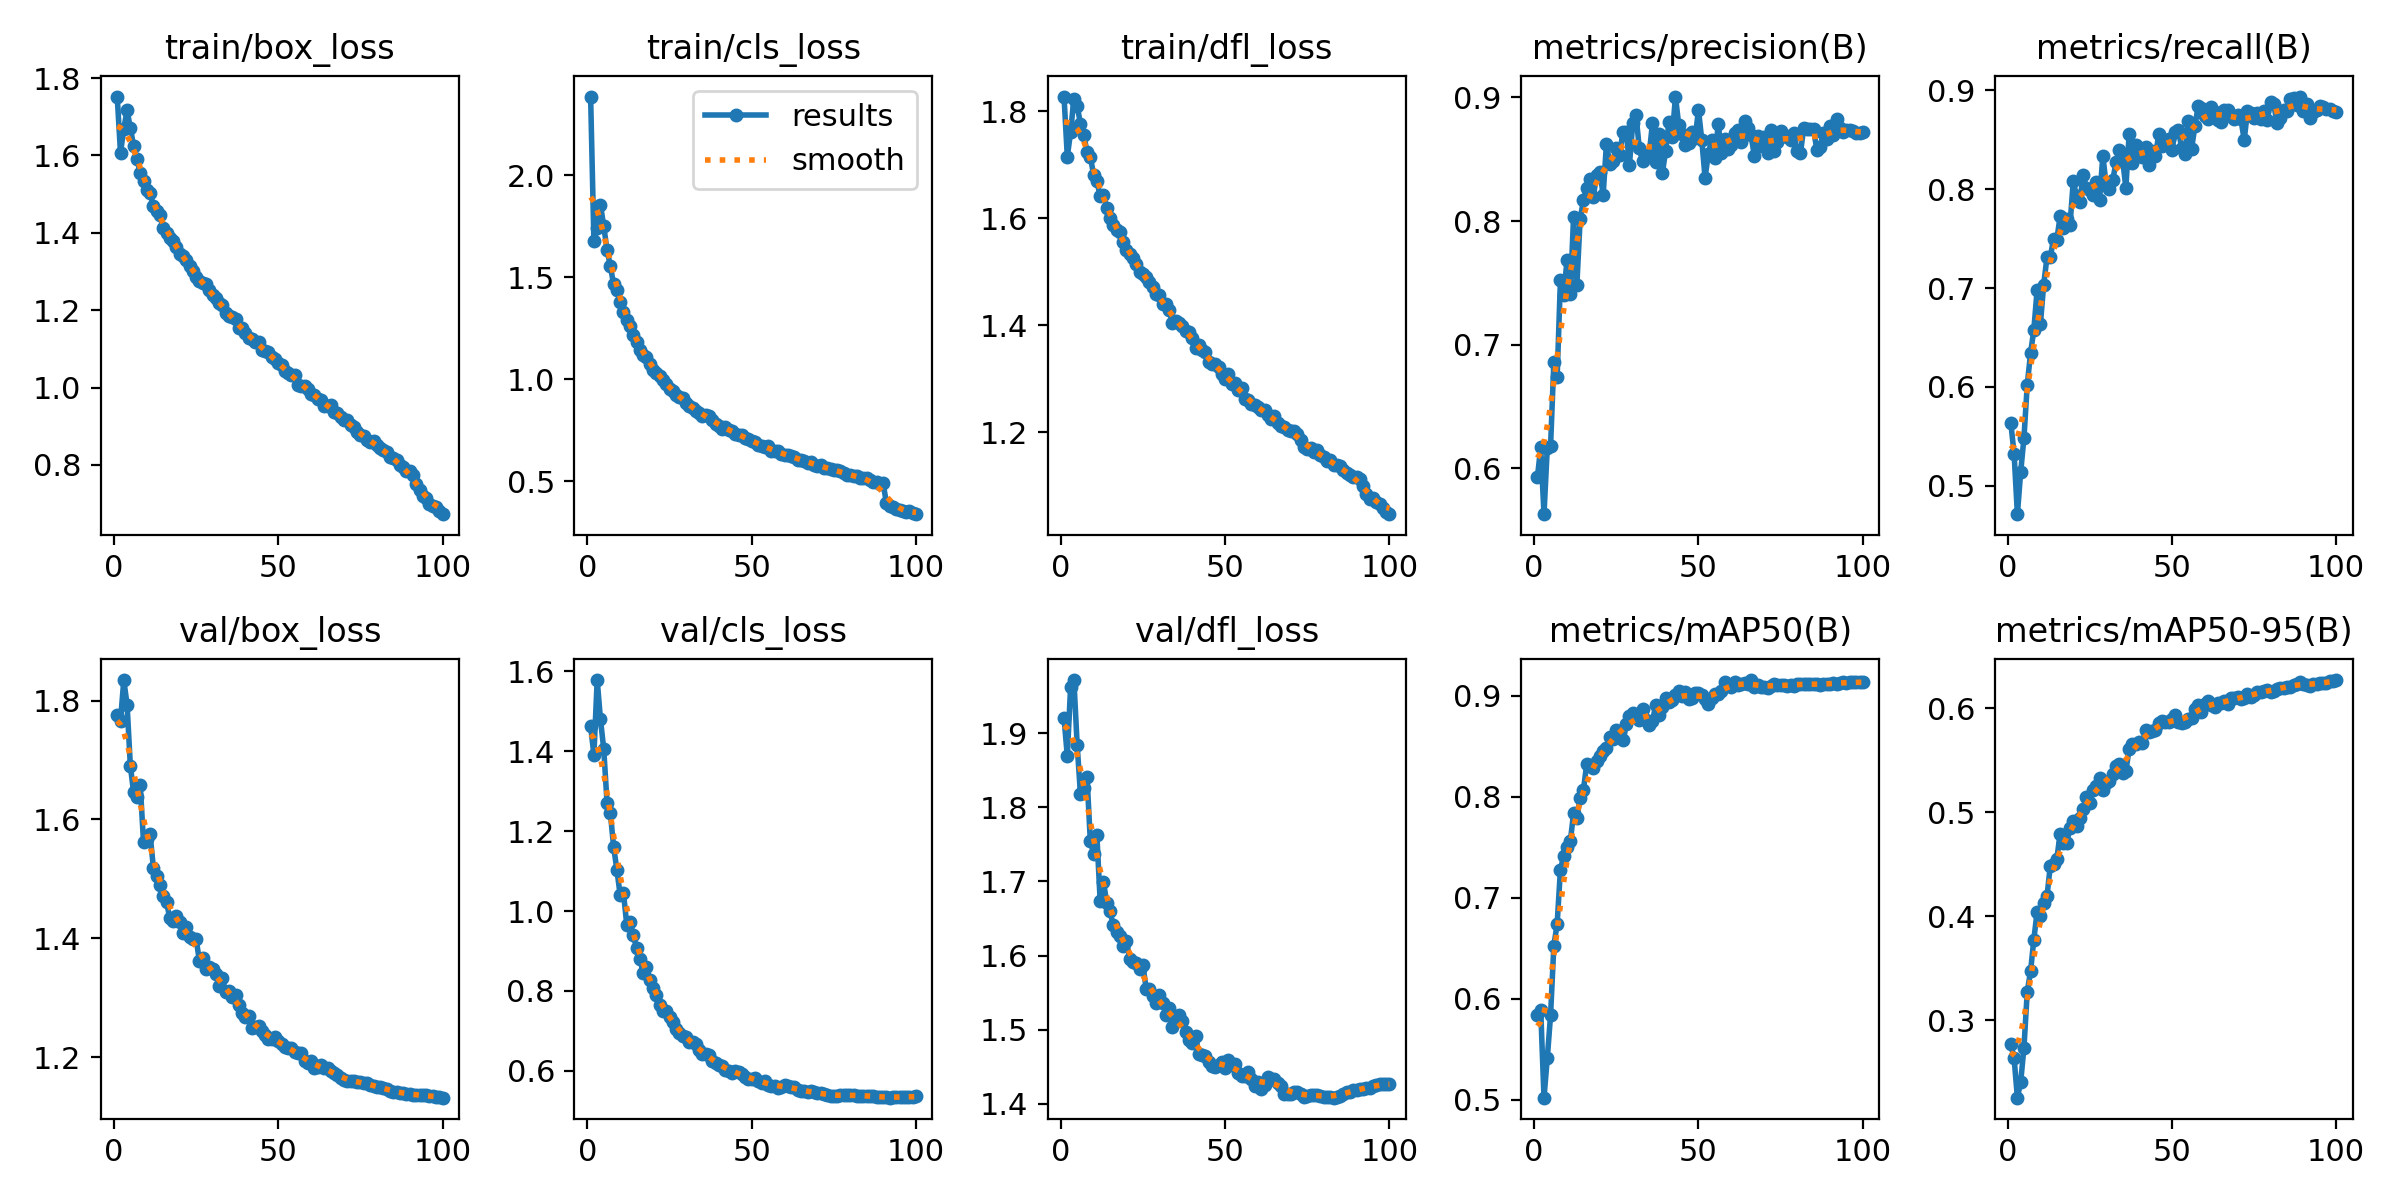 train/box_loss
train/cls_loss
train/dfl_loss
metrics/precision(B)
metrics/recall(B)
results
smooth
1.8
1.6
1.4
1.2
1.0
0.8
0 50 100
2.0
1.5
1.0
0.5
0 50 100
1.8
1.6
1.4
1.2
0 50 100
0.9
0.8
0.7
0.6
0 50 100
0.9
0.8
0.7
0.6
0.5
0 50 100
val/box_loss
val/cls_loss
val/dfl_loss
metrics/mAP50(B)
metrics/mAP50-95(B)
1.8
1.6
1.4
1.2
0 50 100
1.6
1.4
1.2
1.0
0.8
0.6
0 50 100
1.9
1.8
1.7
1.6
1.5
1.4
0 50 100
0.9
0.8
0.7
0.6
0.5
0 50 100
0.6
0.5
0.4
0.3
0 50 100